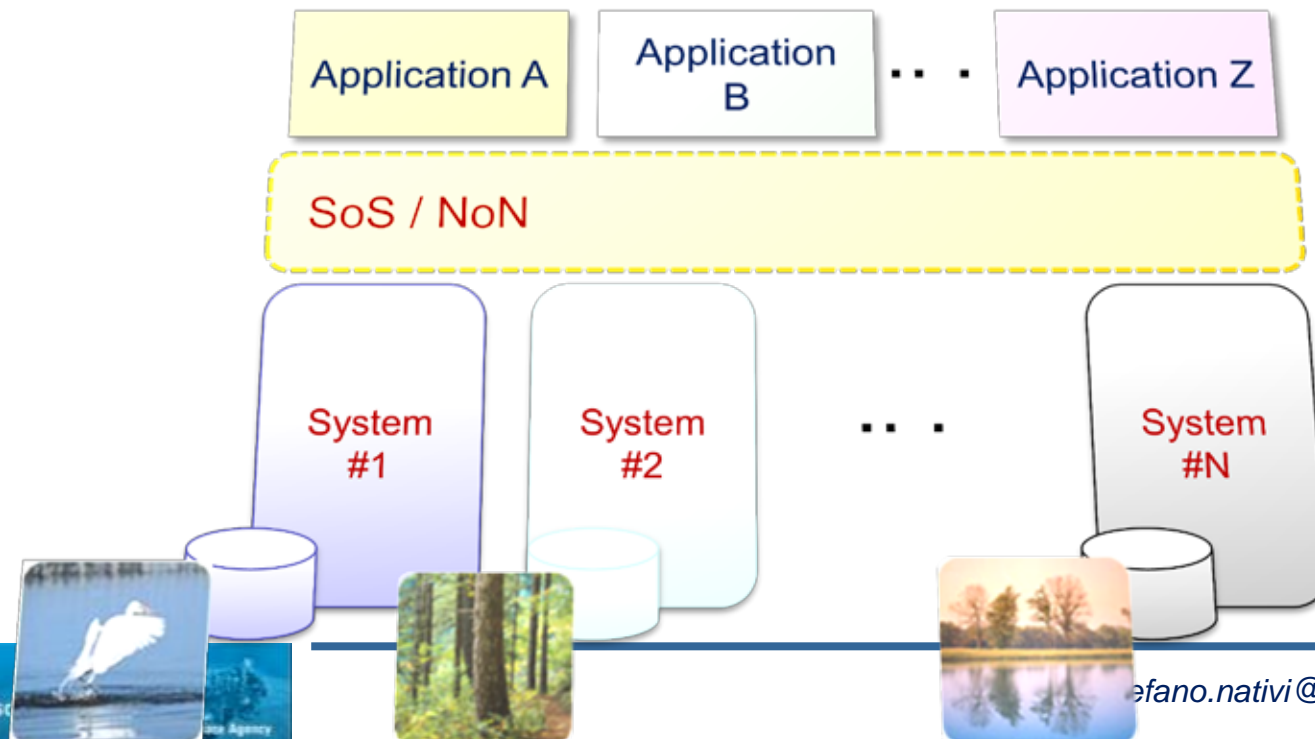 Application A
Application
B
.. .
Application Z
SoS / NoN
System
#1
System
#2
.. .
System
#N
efano.nativi@